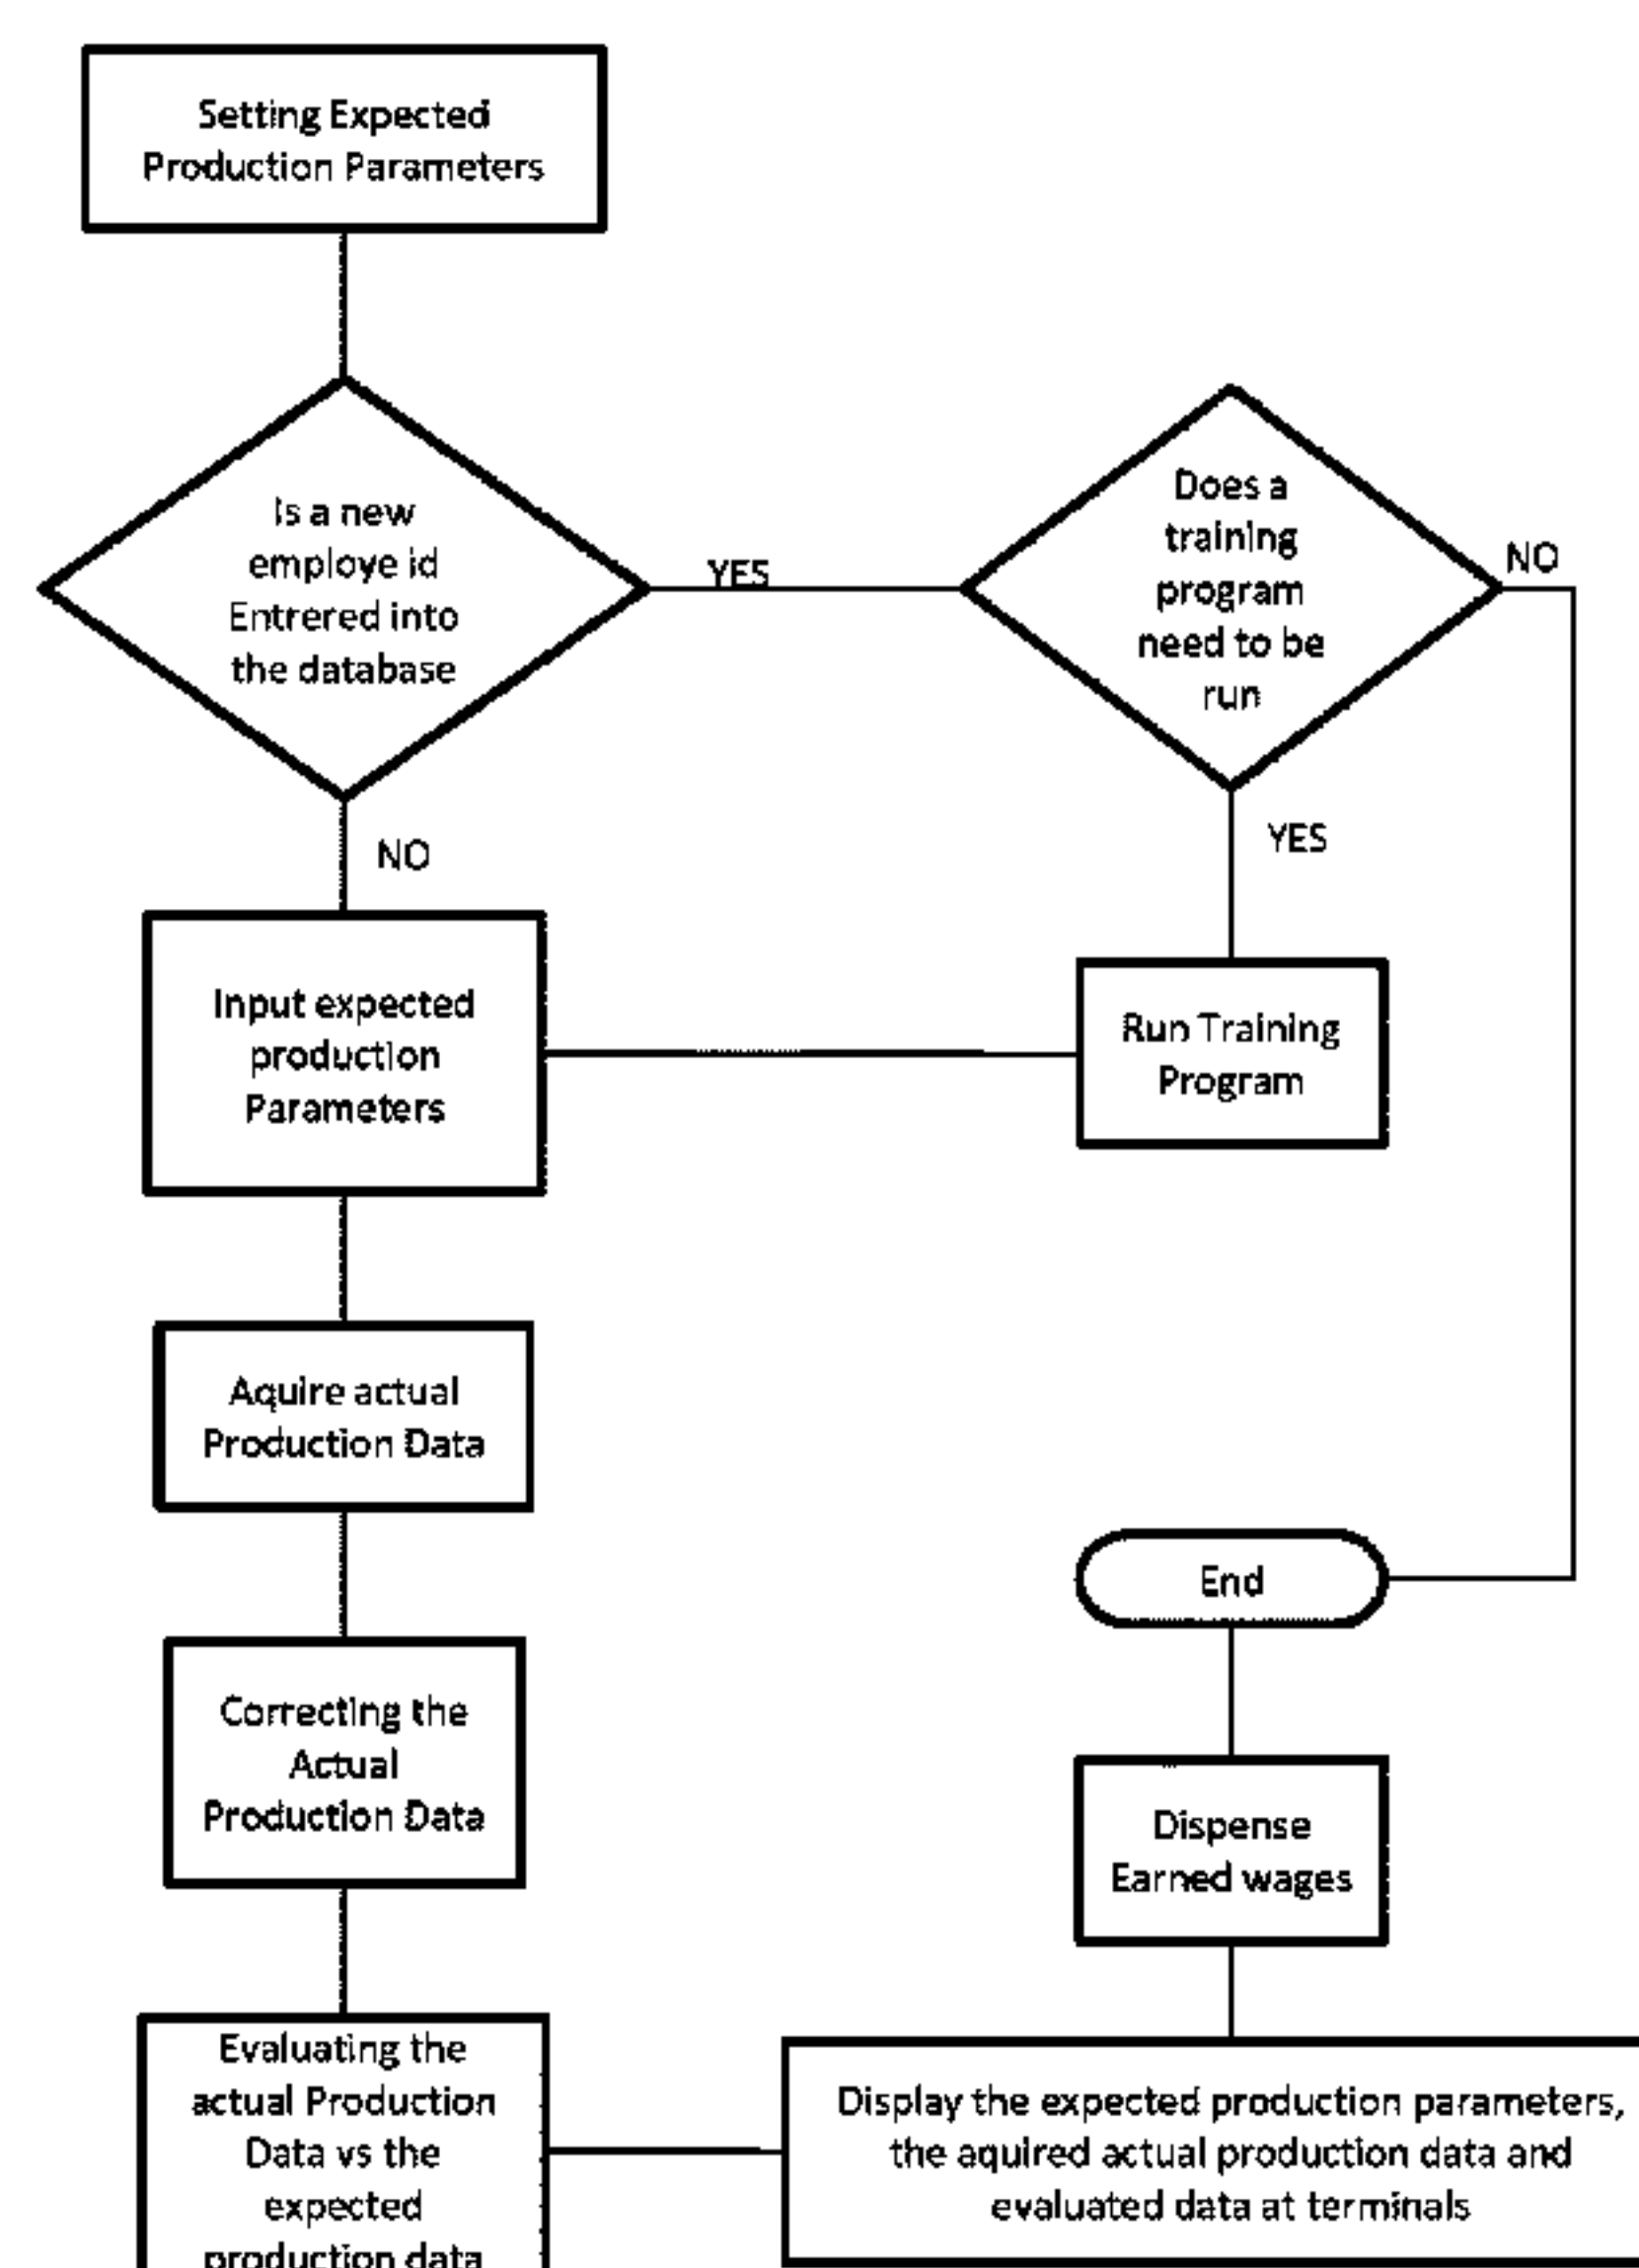 Setting Expected
Production Parameters
Is a new
employe id
Entrered into
the database
YES
Does a
training
program
need to be
run
NO
NO
YES
Input expected
production
Parameters
Run Training
Program
Aquire actual
Production Data
End
Correcting the
Actual
Production Data
Dispense
Earned wages
Evaluating the
actual Production
Data vs the
expected
production data
Display the expected production parameters,
the aquired actual production data and
evaluated data at terminals